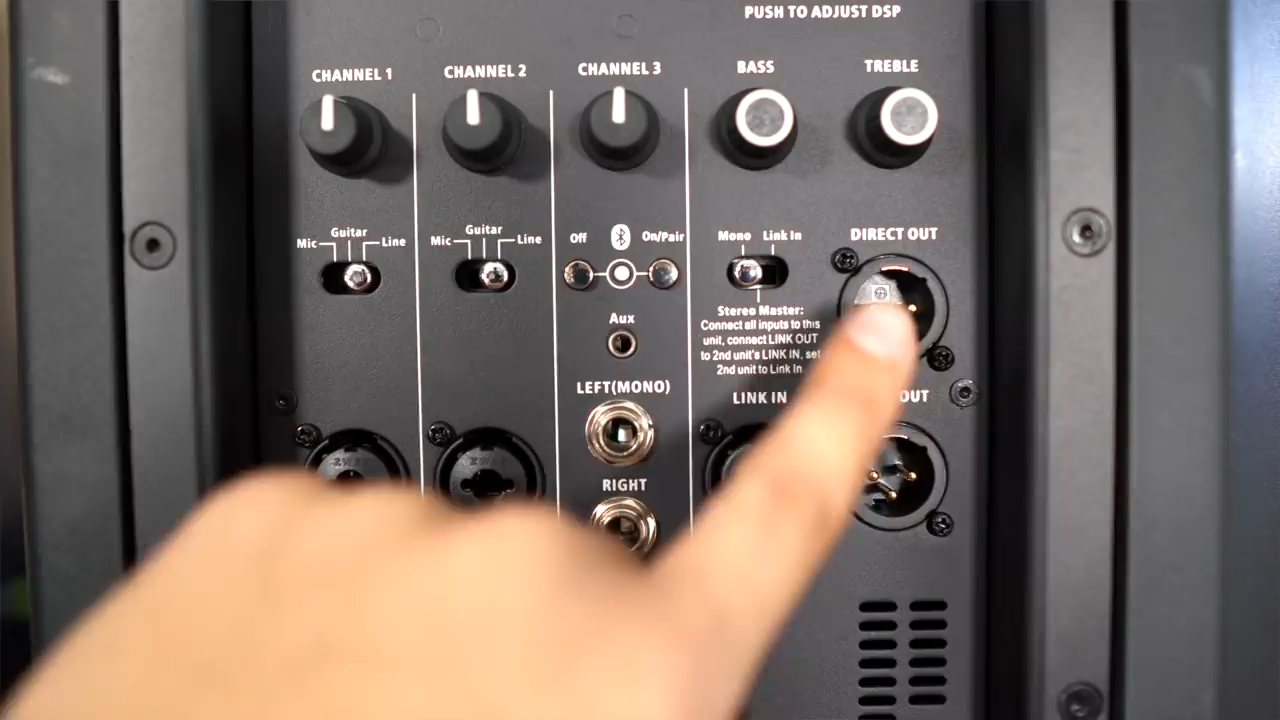 PUSH TO ADJUST DSP
CHANNEL 1
CHANNEL 2
CHANNEL 3
BASS
TREBLE
Mic
Guitar
Line
Mic
Guitar
Line
Off
On/Pair
Mono
Link In
DIRECT OUT
Aux
Stereo Master:
Connect all inputs to this
unit, connect LINK OUT
to 2nd unit's LINK IN, set
2nd unit to Link In.
LEFT(MONO)
LINK IN
OUT
RIGHT